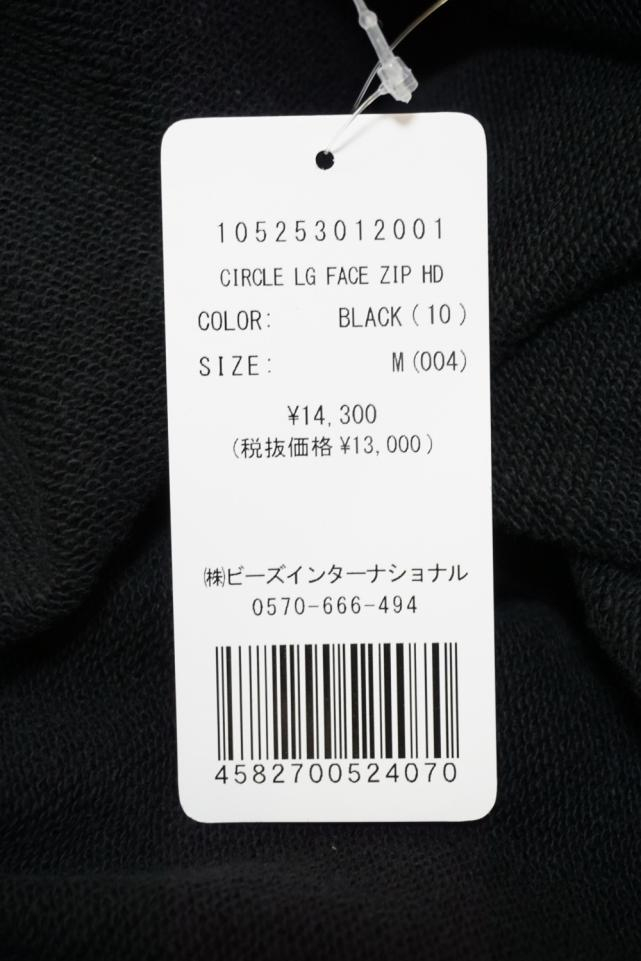 105253012001
CIRCLE LG FACE ZIP HD
COLOR: BLACK(10)
SIZE: M(004)
¥14,300
(税抜価格¥13,000)
㈱ビーズインターナショナル
0570-666-494
4582700524070